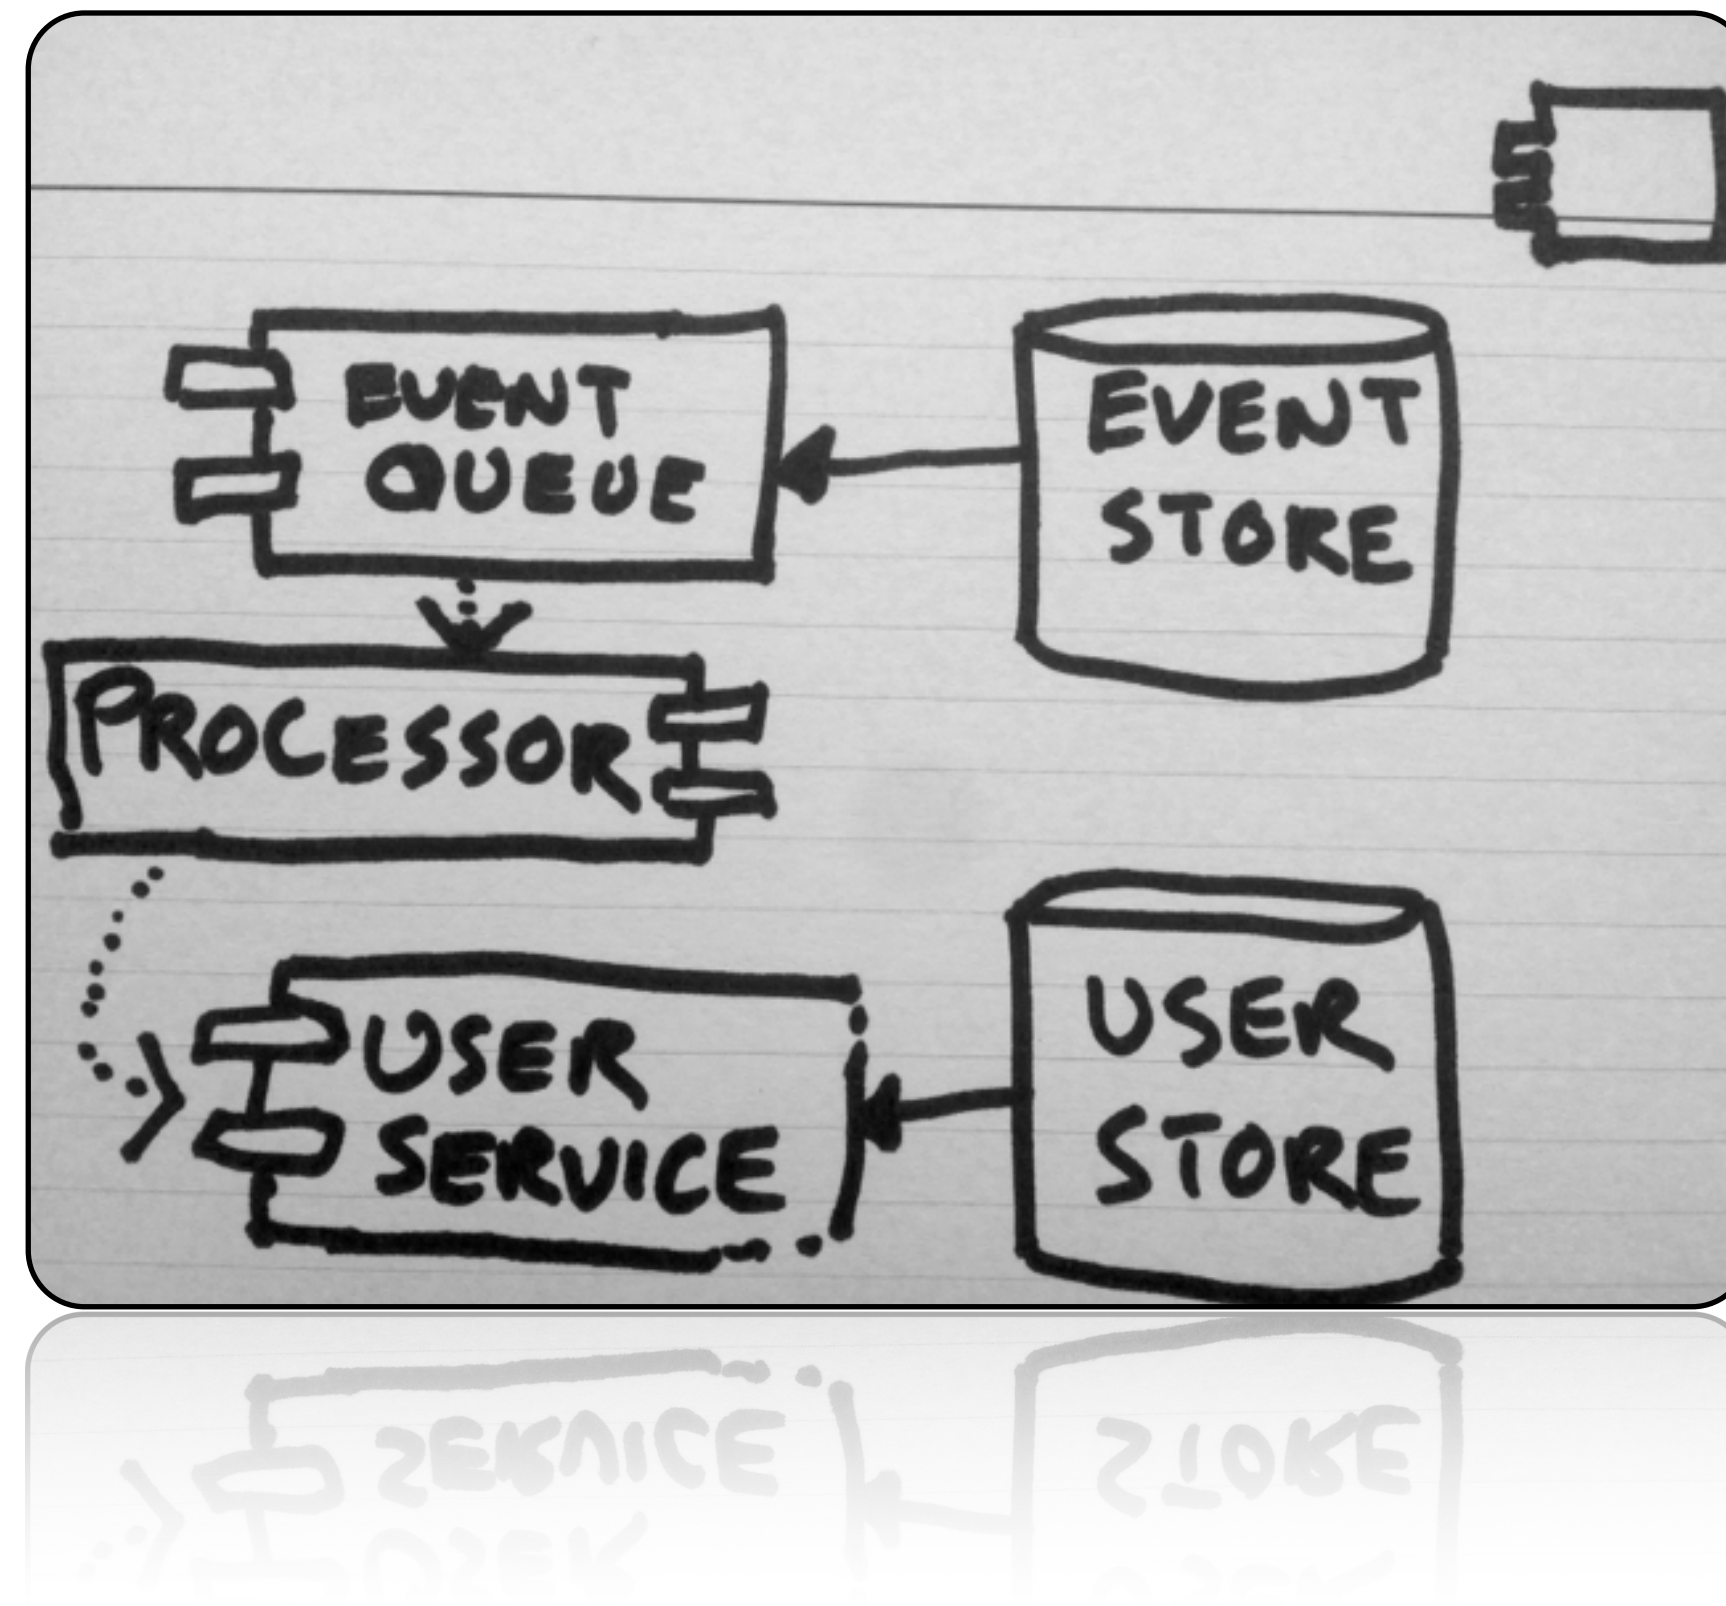 EVENT
QUEUE
EVENT
STORE
PROCESSOR
USER
SERVICE
USER
STORE